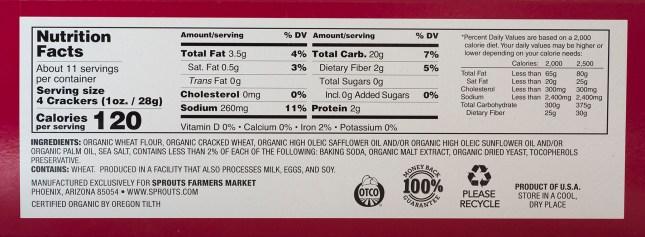 Nutrition
Facts
About 11 servings
per container
Serving size
4 Crackers (1oz. / 28g)
Calories 120
per serving
Amount/serving % DV
Total Fat 3.5g 4%
Sat. Fat 0.5g 3%
Trans Fat 0g
Cholesterol 0mg 0%
Sodium 260mg 11%
Amount/serving % DV
Total Carb. 20g 7%
Dietary Fiber 2g 5%
Total Sugars 0g
Incl. 0g Added Sugars 0%
Protein 2g
Vitamin D 0% • Calcium 0% • Iron 2% • Potassium 0%
*Percent Daily Values are based on a 2,000
calorie diet. Your daily values may be higher or
lower depending on your calorie needs:
Calories: 2,000 2,500
Total Fat Less than 65g 80g
Sat Fat Less than 20g 25g
Cholesterol Less than 300mg 300mg
Sodium Less than 2,400mg 2,400mg
Total Carbohydrate 300g 375g
Dietary Fiber 25g 30g
INGREDIENTS: ORGANIC WHEAT FLOUR, ORGANIC CRACKED WHEAT, ORGANIC HIGH OLEIC SAFFLOWER OIL AND/OR ORGANIC HIGH OLEIC SUNFLOWER OIL AND/OR
ORGANIC PALM OIL, SEA SALT, CONTAINS LESS THAN 2% OF EACH OF THE FOLLOWING: BAKING SODA, ORGANIC MALT EXTRACT, ORGANIC DRIED YEAST, TOCOPHEROLS
PRESERVATIVE.
CONTAINS: WHEAT. PRODUCED IN A FACILITY THAT ALSO PROCESSES MILK, EGGS, AND SOY.
MANUFACTURED EXCLUSIVELY FOR SPROUTS FARMERS MARKET
PHOENIX, ARIZONA 85054 • WWW.SPROUTS.COM
CERTIFIED ORGANIC BY OREGON TILTH
OTCO
MONEY BACK
100%
GUARANTEE
PLEASE
RECYCLE
PRODUCT OF U.S.A.
STORE IN A COOL,
DRY PLACE